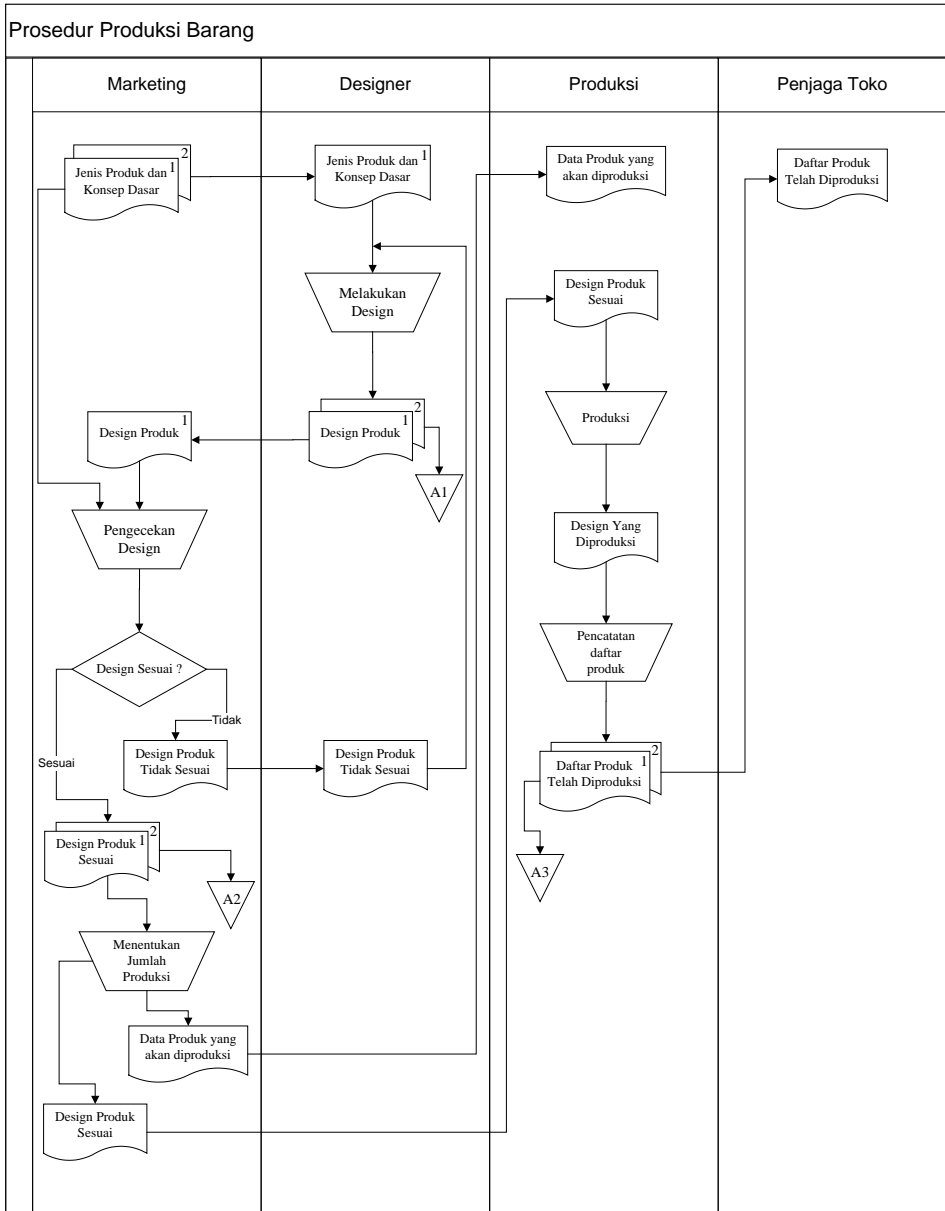 Prosedur Produksi Barang
Marketing
Designer
Produksi
Penjaga Toko
2
Jenis Produk dan 1
Konsep Dasar
Jenis Produk dan 1
Konsep Dasar
Data Produk yang
akan diproduksi
Daftar Produk
Telah Diproduksi
Melakukan
Design
Design Produk
Sesuai
2
Design Produk 1
Design Produk 1
A1
Produksi
Pengecekan
Design
Design Yang
Diproduksi
Design Sesuai ?
Tidak
Sesuai
Pencatatan
daftar
produk
Design Produk
Tidak Sesuai
Design Produk
Tidak Sesuai
2
Daftar Produk 1
Telah Diproduksi
A3
2
Design Produk 1
Sesuai
A2
Menentukan
Jumlah
Produksi
Data Produk yang
akan diproduksi
Design Produk
Sesuai